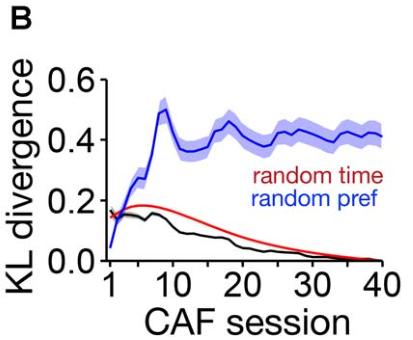 B
KL divergence
0.6
0.4
0.2
0.0
random time
random pref
1 10 20 30 40
CAF session